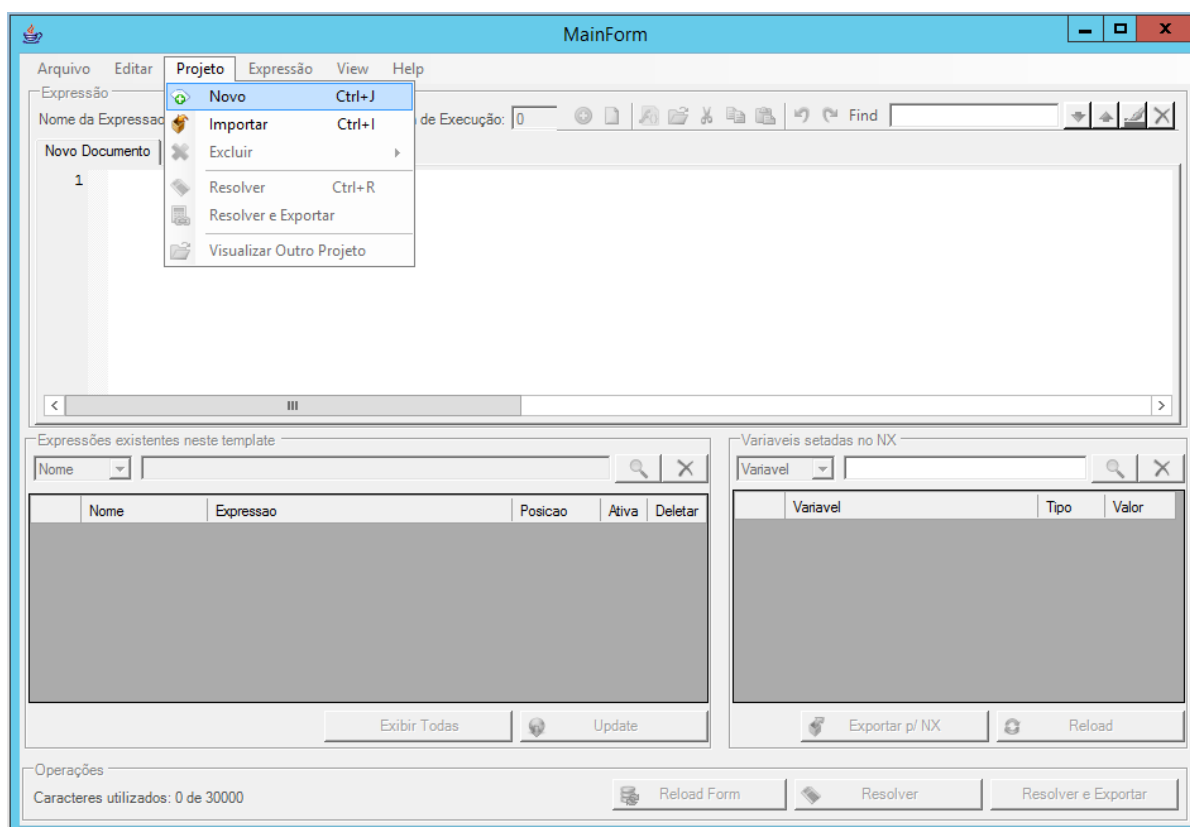 MainForm
Arquivo Editar Projeto Expressão View Help
Expressão
Novo Ctrl+J
Nome da Expressao de Execução: 0 Find
Importar Ctrl+I
Novo Documento Excluir
1
Resolver Ctrl+R
Resolver e Exportar
Visualizar Outro Projeto
Expressões existentes neste template Variaveis setadas no NX
Nome Variavel
Nome Expressao Posicao Ativa Deletar Variavel Tipo Valor
Exibir Todas Update Exportar p/ NX Reload
Operações
Caracteres utilizados: 0 de 30000 Reload Form Resolver Resolver e Exportar